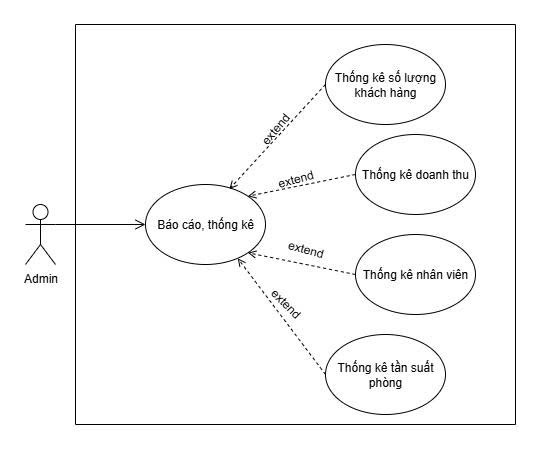 Thống kê số lượng
khách hàng
extend
extend
Thống kê doanh thu
Báo cáo, thống kê
Admin
extend
Thống kê nhân viên
extend
Thống kê tần suất
phòng